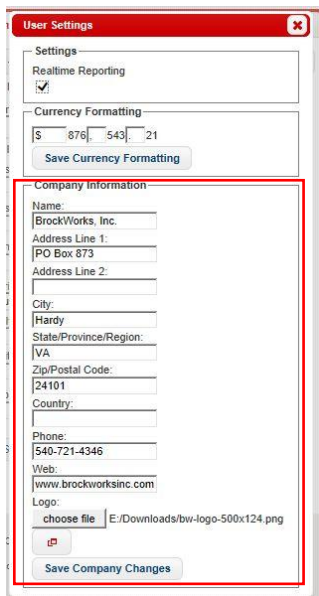 User Settings
Settings
Realtime Reporting
Currency Formatting
$ 876 , 543 . 21
Save Currency Formatting
Company Information
Name:
BrockWorks, Inc.
Address Line 1:
PO Box 873
Address Line 2:
City:
Hardy
State/Province/Region:
VA
Zip/Postal Code:
24101
Country:
Phone:
540-721-4346
Web:
www.brockworksinc.com
Logo:
choose file E:/Downloads/bw-logo-500x124.png
Save Company Changes